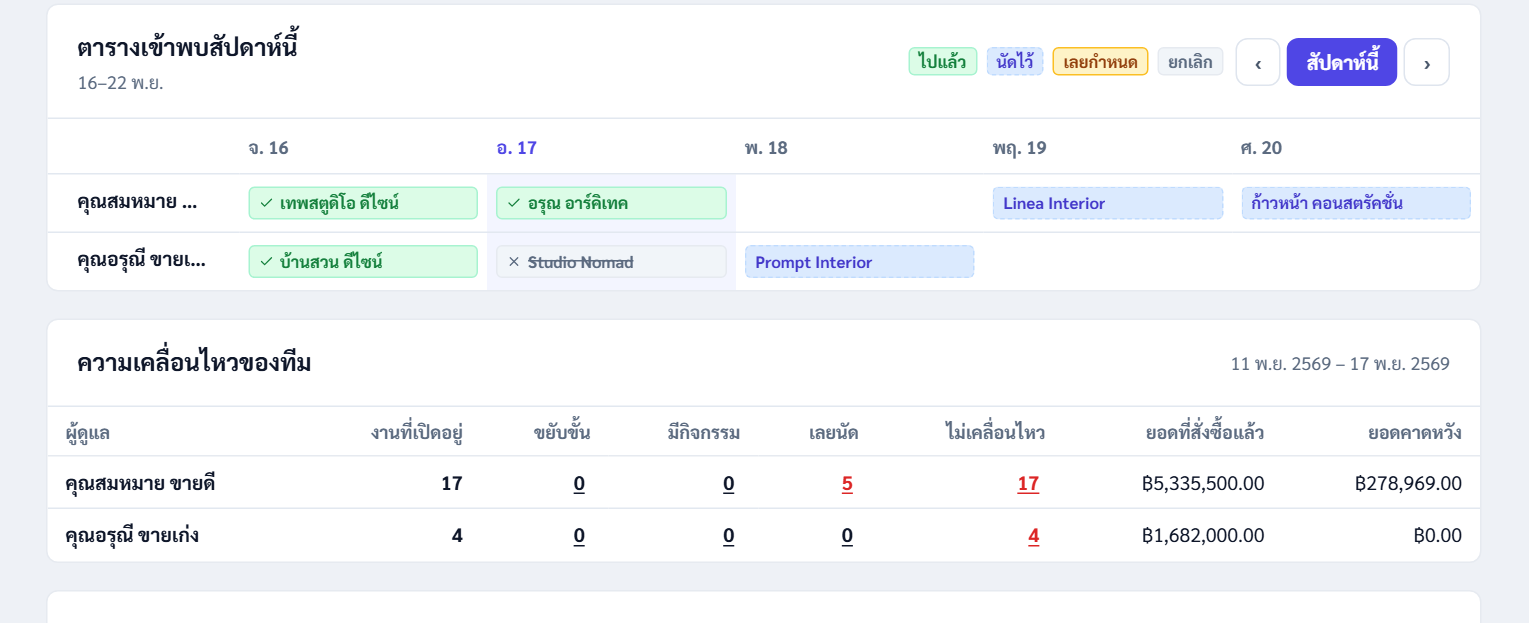 ตารางเข้าพบสัปดาห์นี้
16–22 พ.ย.
ไปแล้ว นัดไว้ เลยกำหนด ยกเลิก ‹ สัปดาห์นี้ ›
จ. 16 อ. 17 พ. 18 พฤ. 19 ศ. 20
คุณสมหมาย ... ✓ เทพสตูดิโอ ดีไซน์ ✓ อรุณ อาร์คิเทค Linea Interior ก้าวหน้า คอนสตรัคชั่น
คุณอรุณี ขายเ... ✓ บ้านสวน ดีไซน์ × Studio Nomad Prompt Interior
ความเคลื่อนไหวของทีม
11 พ.ย. 2569 – 17 พ.ย. 2569
ผู้ดูแล งานที่เปิดอยู่ ขยับขั้น มีกิจกรรม เลยนัด ไม่เคลื่อนไหว ยอดที่สั่งซื้อแล้ว ยอดคาดหวัง
คุณสมหมาย ขายดี 17 0 0 5 17 ฿5,335,500.00 ฿278,969.00
คุณอรุณี ขายเก่ง 4 0 0 0 4 ฿1,682,000.00 ฿0.00